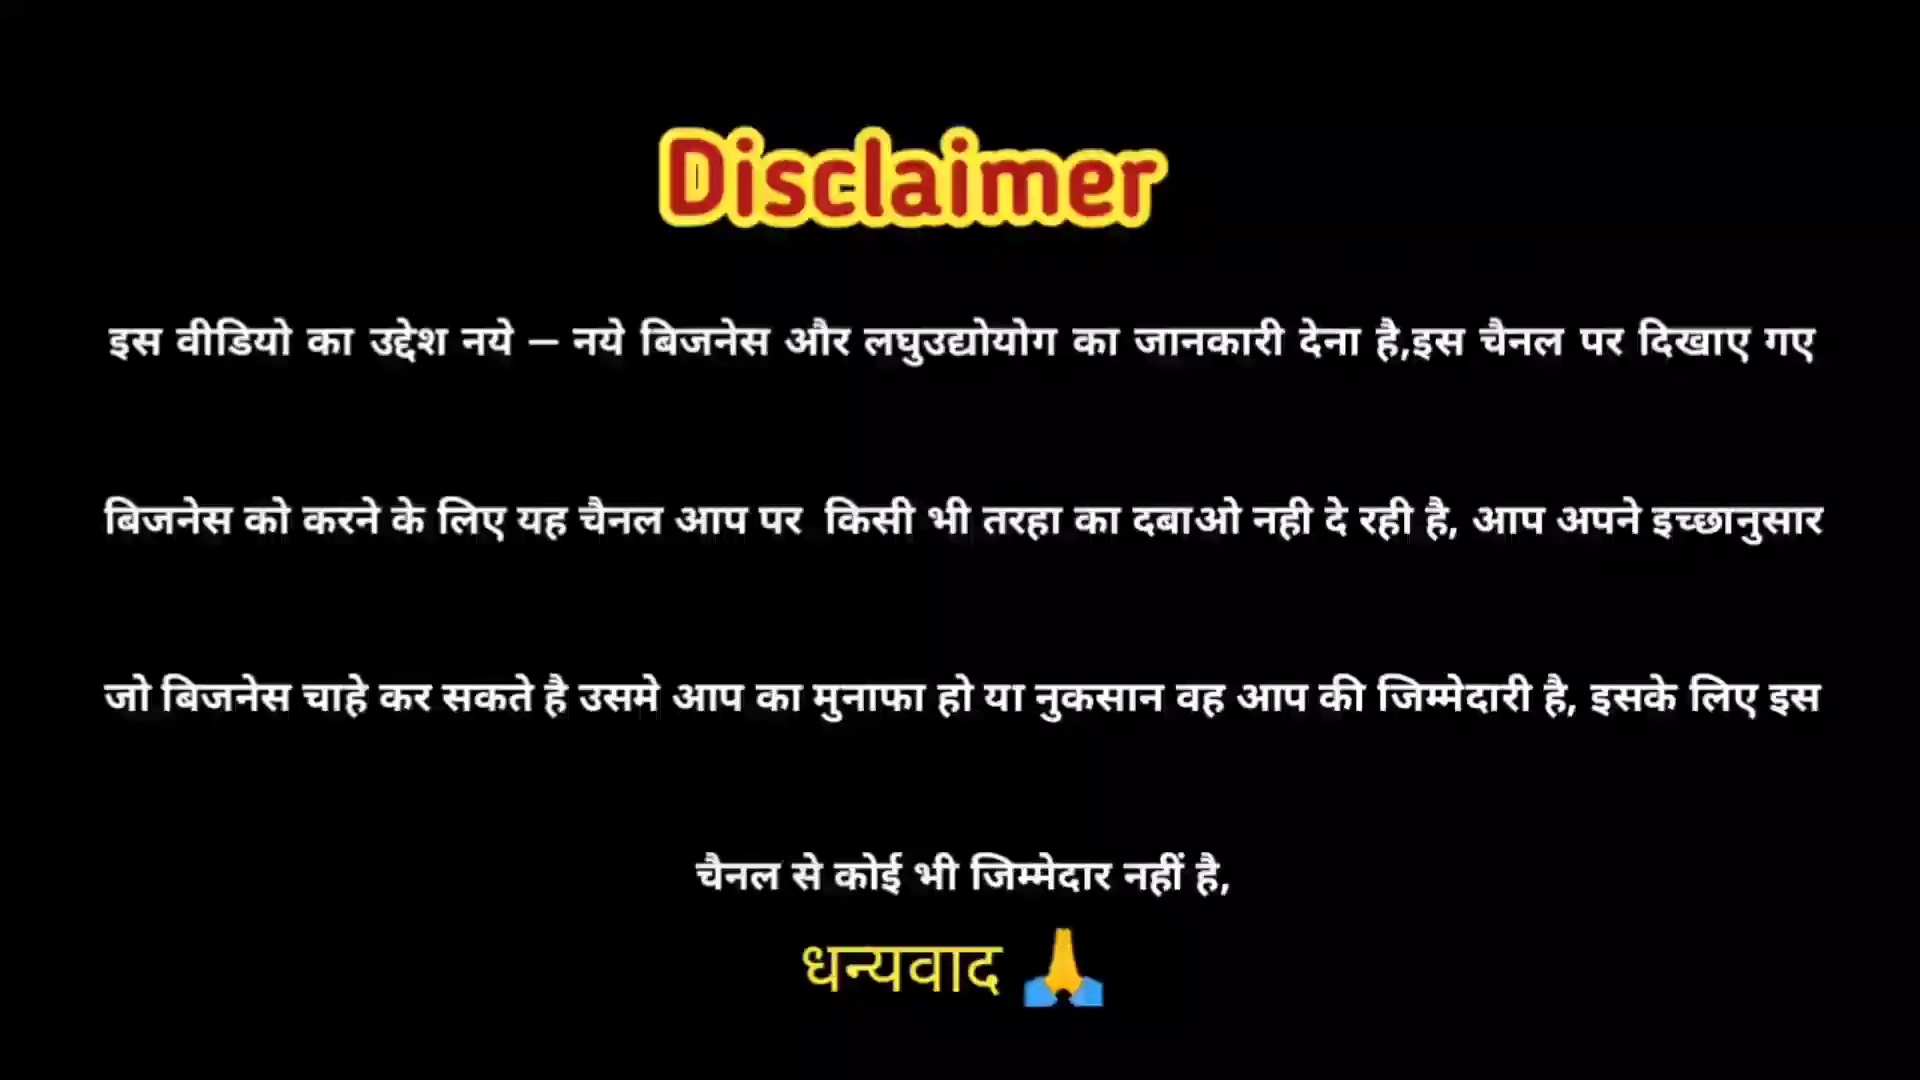 Disclaimer
इस वीडियो का उद्देश नये – नये बिजनेस और लघुउद्योयोग का जानकारी देना है,इस चैनल पर दिखाए गए
बिजनेस को करने के लिए यह चैनल आप पर किसी भी तरहा का दबाओ नही दे रही है, आप अपने इच्छानुसार
जो बिजनेस चाहे कर सकते है उसमे आप का मुनाफा हो या नुकसान वह आप की जिम्मेदारी है, इसके लिए इस
चैनल से कोई भी जिम्मेदार नहीं है,
धन्यवाद 🙏